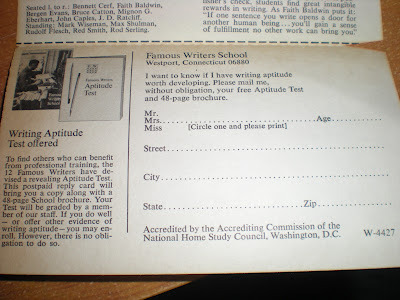 Seated l. to r.: Bennett Cerf, Faith Baldwin,
Bergen Evans, Bruce Catton, Mignon G.
Eberhart, John Caples, J. D. Ratcliff.
Standing: Mark Wiseman, Max Shulman,
Rudolf Flesch, Red Smith, Rod Serling.
lisher's check, students find great intangible
rewards in writing. As Faith Baldwin puts it:
"If one sentence you write opens a door for
another human being...you'll gain a sense
of fulfillment no other work can bring you!"
Famous Writers
Aptitude
Test
Writing Aptitude
Test offered
To find others who can benefit
from professional training, the
12 Famous Writers have de-
vised a revealing Aptitude Test.
This postpaid reply card will
bring you a copy along with a
48-page School brochure. Your
Test will be graded by a mem-
ber of our staff. If you do well
— or offer other evidence of
writing aptitude—you may en-
roll. However, there is no obli-
gation to do so.
Famous Writers School
Westport, Connecticut 06880
I want to know if I have writing aptitude
worth developing. Please mail me,
without obligation, your free Aptitude Test
and 48-page brochure.
Mr.
Mrs. Age
Miss [Circle one and please print]
Street
City
State Zip
Accredited by the Accrediting Commission of the
National Home Study Council, Washington, D.C. W-4427